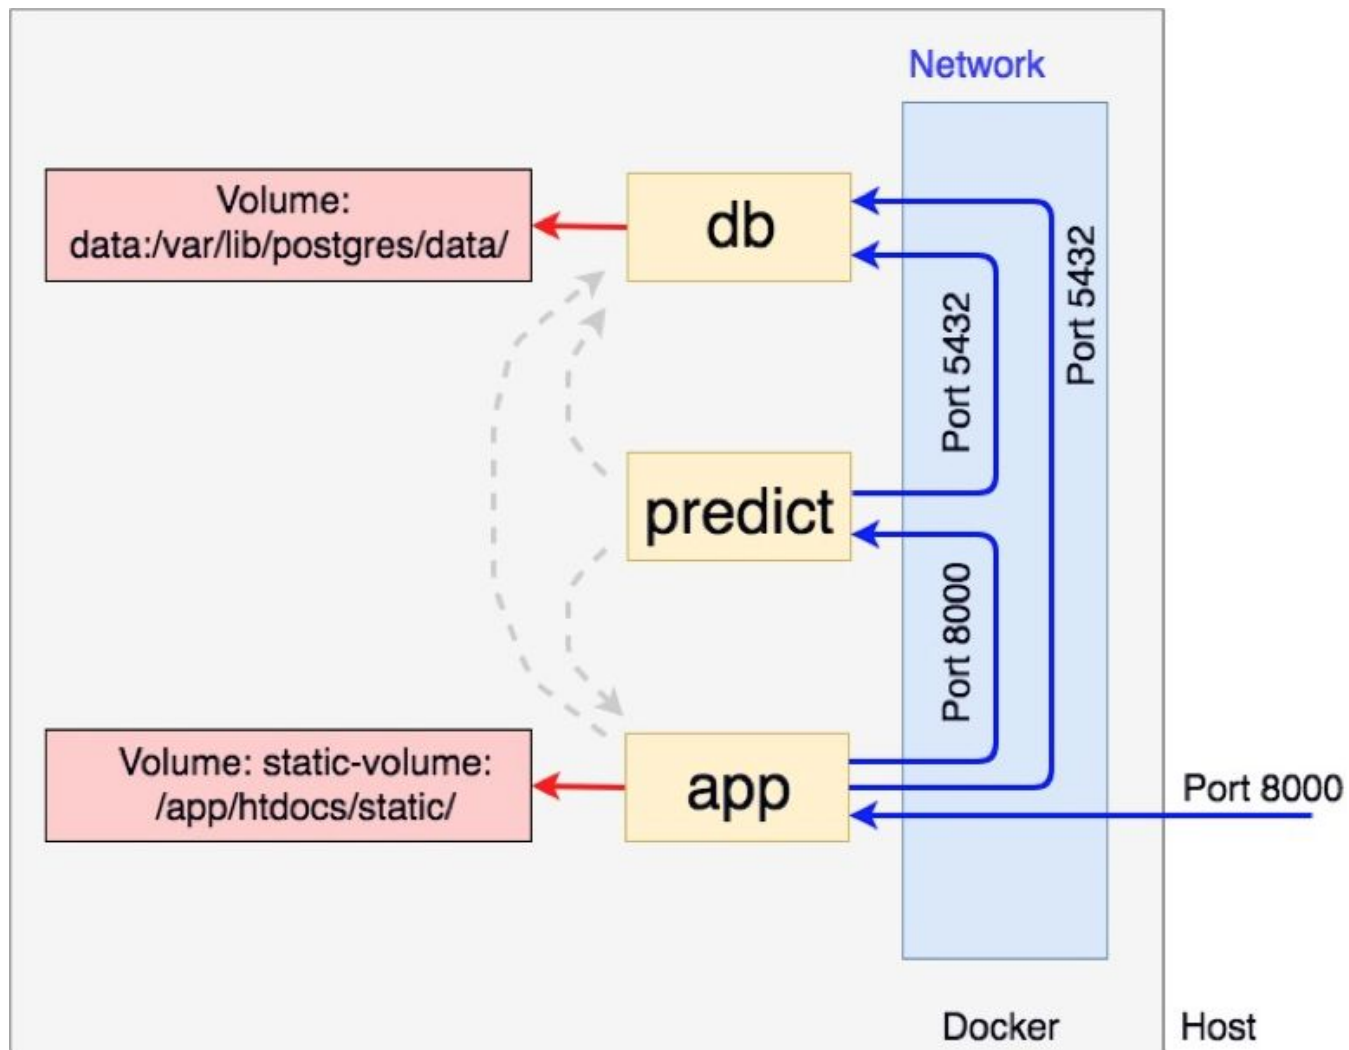 Network
Volume:
data:/var/lib/postgres/data/
db
Port 5432
Port 5432
predict
Port 8000
Volume: static-volume:
/app/htdocs/static/
app
Port 8000
Docker
Host